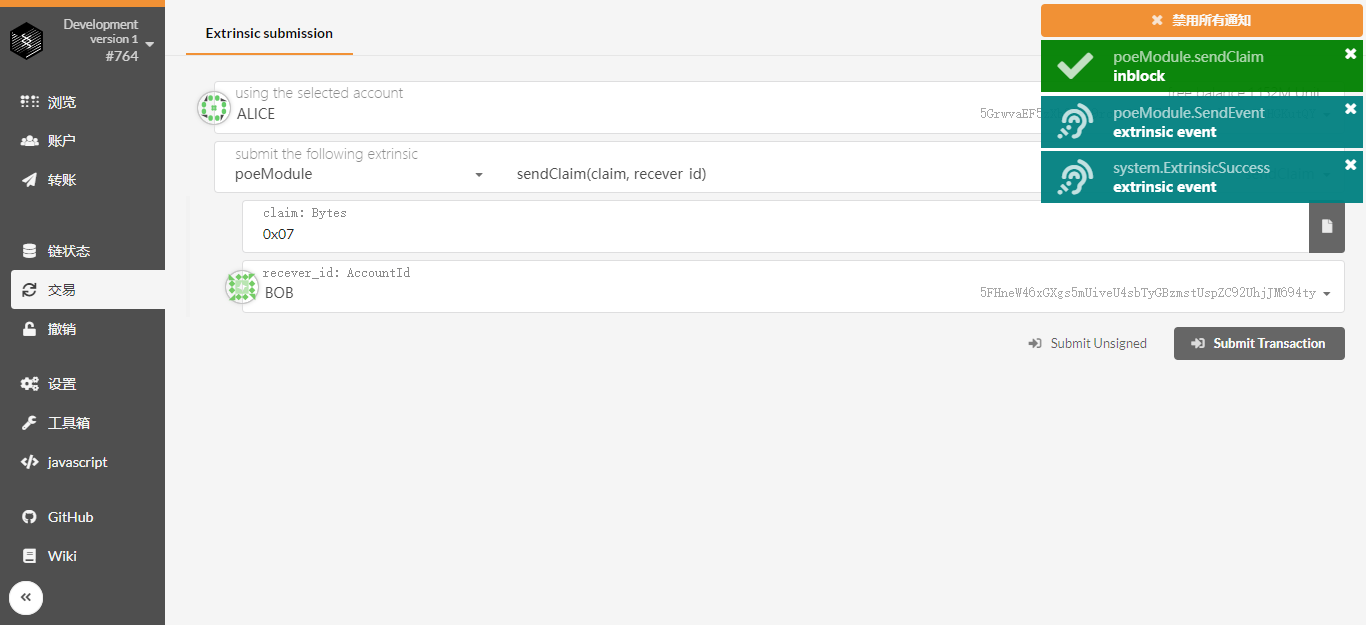 Development
version 1
#764
浏览
账户
转账
链状态
交易
撤销
设置
工具箱
javascript
GitHub
Wiki
Extrinsic submission
using the selected account
ALICE
submit the following extrinsic
poeModule
sendClaim(claim, recever_id)
claim: Bytes
0x07
recever_id: AccountId
BOB
5FHneW46xGXgs5mUiveU4sbTyGBzmstUspZC92UhjJM694ty
Submit Unsigned
Submit Transaction
禁用所有通知
poeModule.sendClaim
inblock
poeModule.SendEvent
extrinsic event
system.ExtrinsicSuccess
extrinsic event